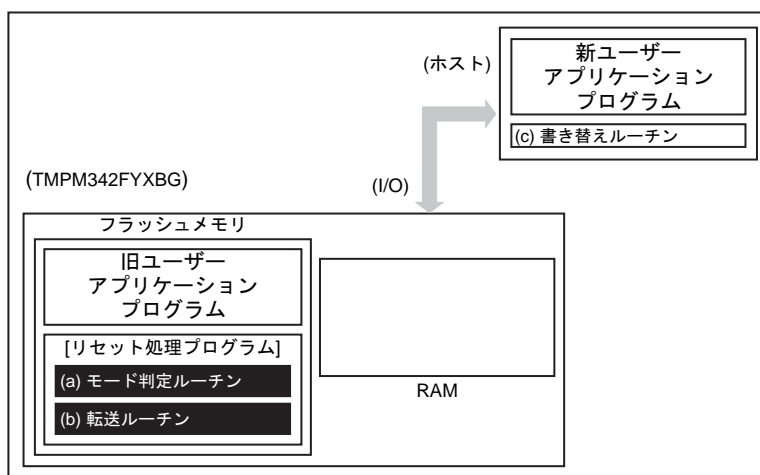 (ホスト)
新ユーザー
アプリケーション
プログラム
(c) 書き替えルーチン
(TMPM342FYXBG)
(I/O)
フラッシュメモリ
旧ユーザー
アプリケーション
プログラム
[リセット処理プログラム]
(a) モード判定ルーチン
(b) 転送ルーチン
RAM